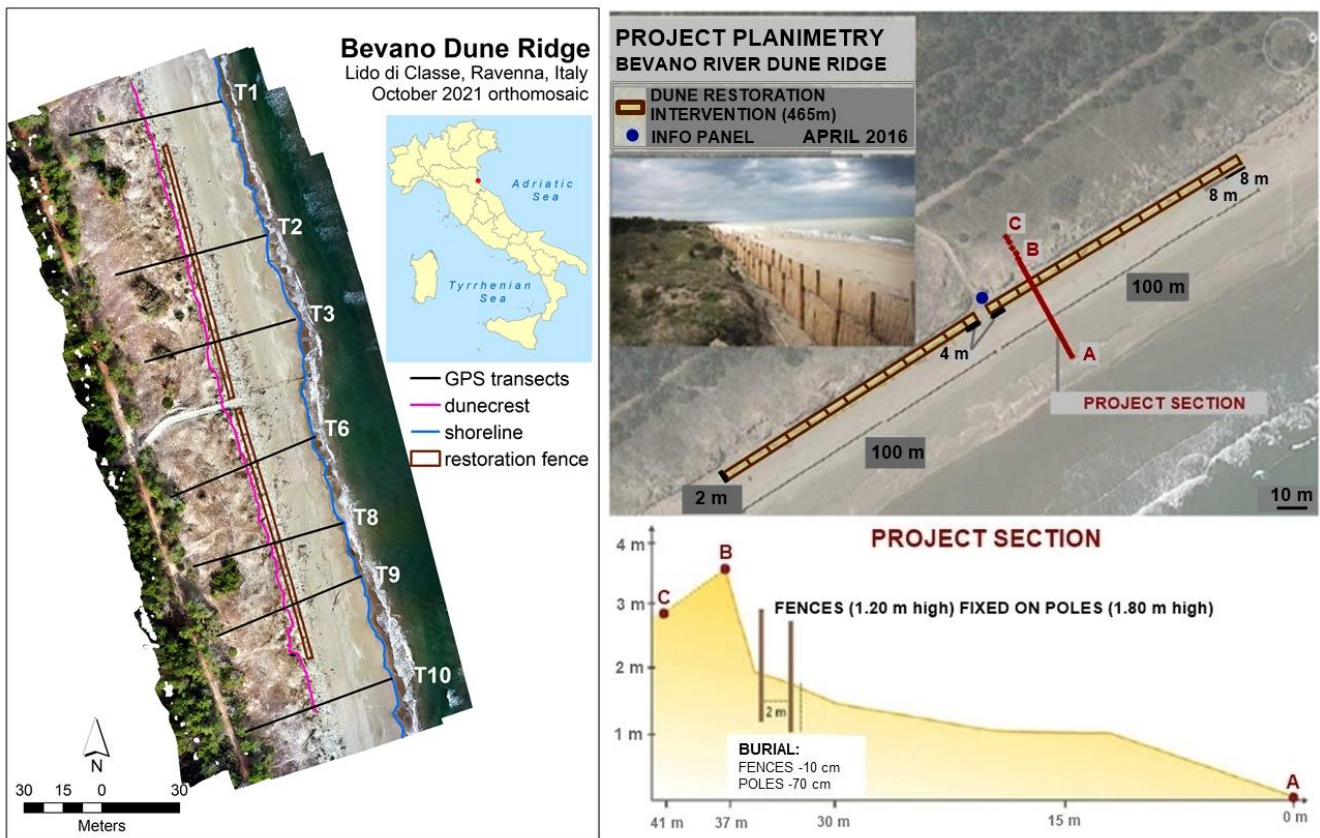 Bevano Dune Ridge
Lido di Classe, Ravenna, Italy
October 2021 orthomosaic
T1
T2
T3
T6
T8
T9
T10
Adriatic
Sea
Tyrrhenian
Sea
GPS transects
dunecrest
shoreline
restoration fence
N
30 15 0 30
Meters
PROJECT PLANIMETRY
BEVANO RIVER DUNE RIDGE
DUNE RESTORATION
INTERVENTION (465m)
INFO PANEL APRIL 2016
8 m
8 m
C
B
100 m
4 m
A
PROJECT SECTION
100 m
2 m
10 m
PROJECT SECTION
4 m
3 m
2 m
1 m
B
C
FENCES (1.20 m high) FIXED ON POLES (1.80 m high)
2 m
BURIAL:
FENCES -10 cm
POLES -70 cm
A
41 m 37 m 30 m 15 m 0 m